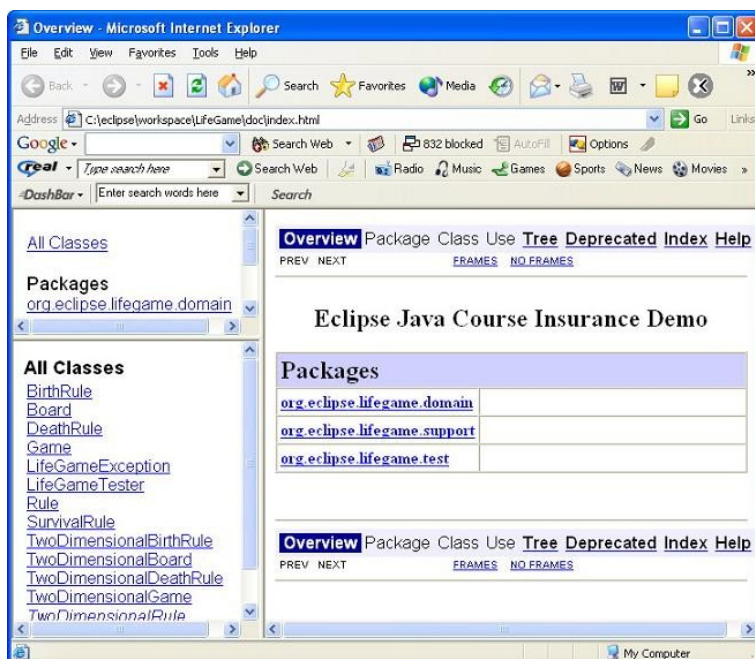 Overview - Microsoft Internet Explorer
File Edit View Favorites Tools Help
Back Search Favorites Media
Address C:\eclipse\workspace\LifeGame\doc\index.html Go Links
Google Search Web 832 blocked AutoFill Options
real Type search here Search Web Radio Music Games Sports News Movies
DashBar Enter search words here Search
All Classes
Packages
org.eclipse.lifegame.domain
All Classes
BirthRule
Board
DeathRule
Game
LifeGameException
LifeGameTester
Rule
SurvivalRule
TwoDimensionalBirthRule
TwoDimensionalBoard
TwoDimensionalDeathRule
TwoDimensionalGame
TwoDimensionalRule
Overview Package Class Use Tree Deprecated Index Help
PREV NEXT FRAMES NO FRAMES
Eclipse Java Course Insurance Demo
Packages
org.eclipse.lifegame.domain
org.eclipse.lifegame.support
org.eclipse.lifegame.test
Overview Package Class Use Tree Deprecated Index Help
PREV NEXT FRAMES NO FRAMES
My Computer